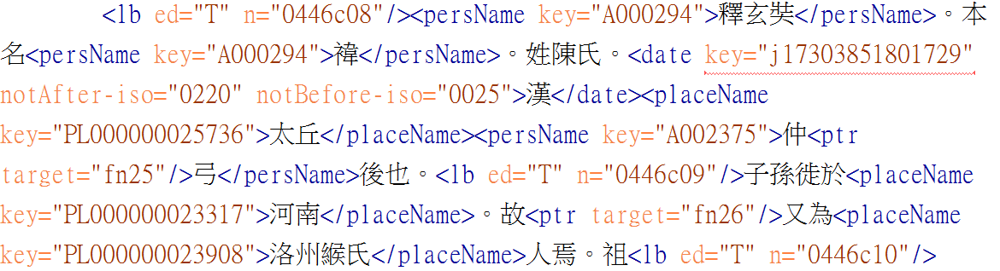 <lb ed="T" n="0446c08"/><persName key="A000294">釋玄奘</persName>。本
名<persName key="A000294">褘</persName>。姓陳氏。<date key="j17303851801729"
notAfter-iso="0220" notBefore-iso="0025">漢</date><placeName
key="PL000000025736">太丘</placeName><persName key="A002375">仲<ptr
target="fn25"/>弓</persName>後也。<lb ed="T" n="0446c09"/>子孫徙於<placeName
key="PL000000023317">河南</placeName>。故<ptr target="fn26"/>又為<placeName
key="PL000000023908">洛州緱氏</placeName>人焉。祖<lb ed="T" n="0446c10"/>